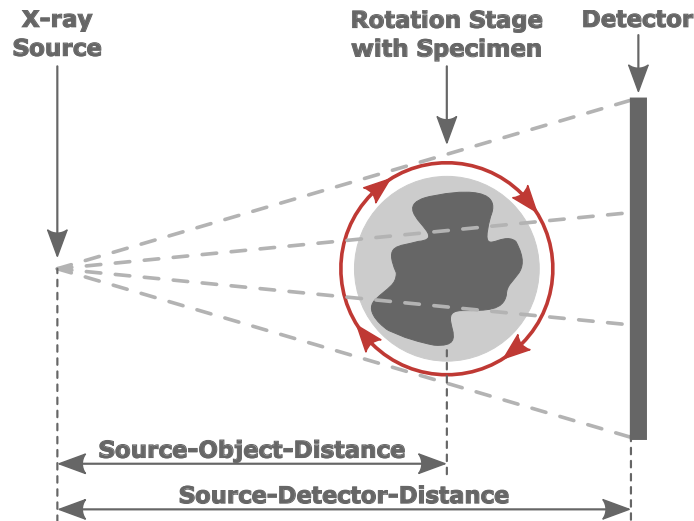 X-ray
Source
Rotation Stage
with Specimen
Detector
Source-Object-Distance
Source-Detector-Distance